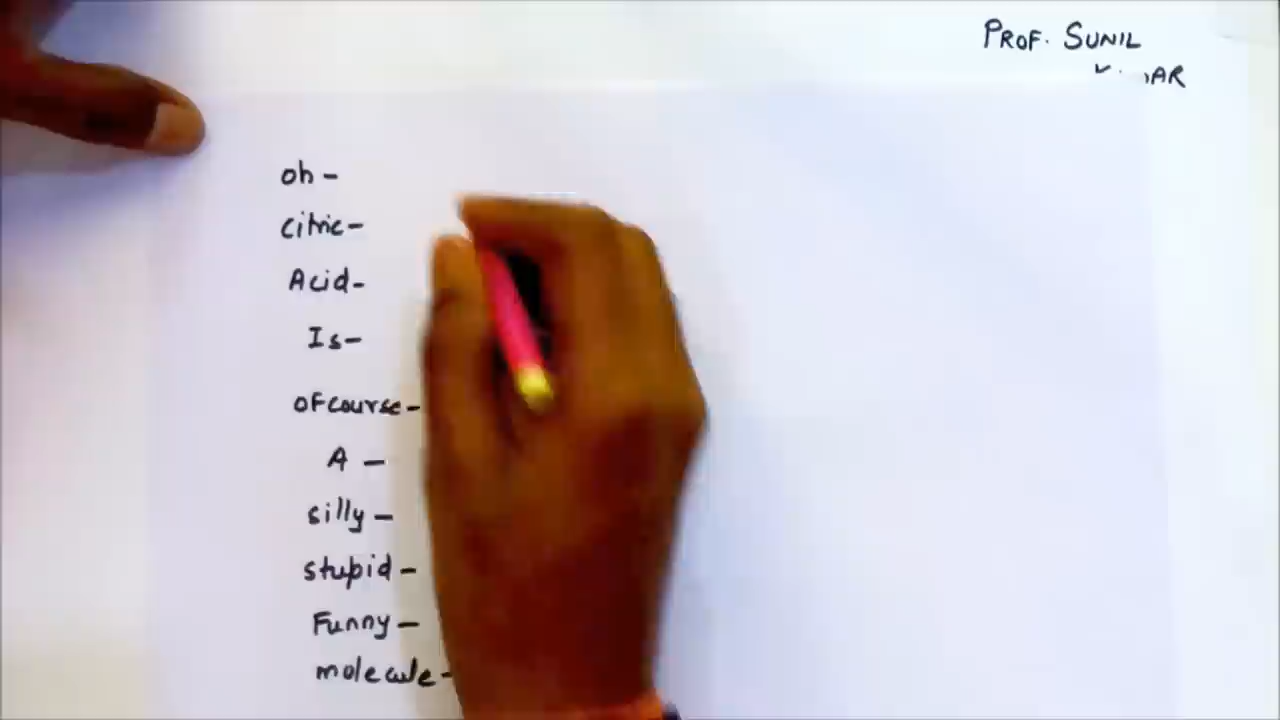 PROF. SUNIL
oh -
citric -
Acid -
Is -
ofcourse -
A -
silly -
stupid -
Funny -
molecule -